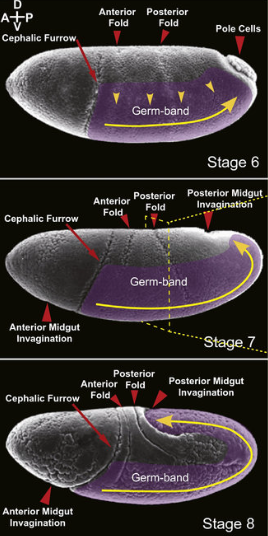 D
A P
V
Anterior
Fold
Posterior
Fold
Pole Cells
Cephalic Furrow
Germ-band
Stage 6
Posterior Midgut
Invagination
Anterior
Fold
Posterior
Fold
Cephalic Furrow
Germ-band
Anterior Midgut
Invagination
Stage 7
Posterior
Fold
Anterior
Fold
Posterior Midgut
Invagination
Cephalic Furrow
Germ-band
Anterior Midgut
Invagination
Stage 8